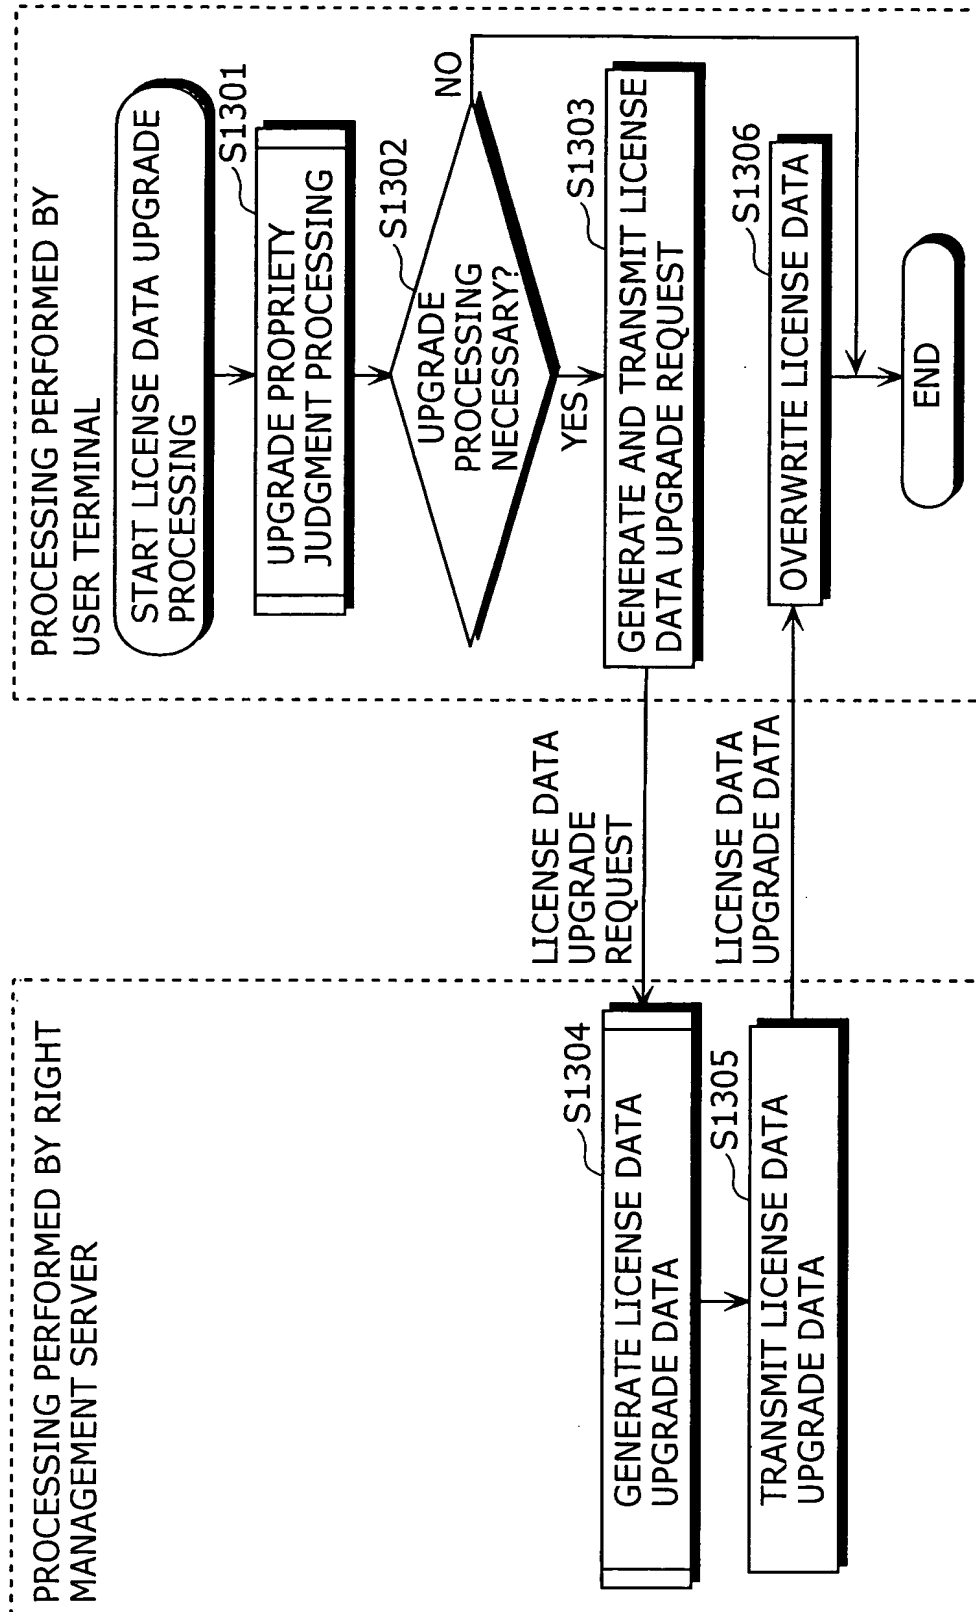 PROCESSING PERFORMED BY RIGHT
MANAGEMENT SERVER
PROCESSING PERFORMED BY
USER TERMINAL
START LICENSE DATA UPGRADE
PROCESSING
S1301
UPGRADE PROPRIETY
JUDGMENT PROCESSING
S1302
UPGRADE
PROCESSING
NECESSARY?
NO
YES
S1303
GENERATE AND TRANSMIT LICENSE
DATA UPGRADE REQUEST
LICENSE DATA
UPGRADE
REQUEST
S1304
GENERATE LICENSE DATA
UPGRADE DATA
S1305
TRANSMIT LICENSE DATA
UPGRADE DATA
LICENSE DATA
UPGRADE DATA
S1306
OVERWRITE LICENSE DATA
END